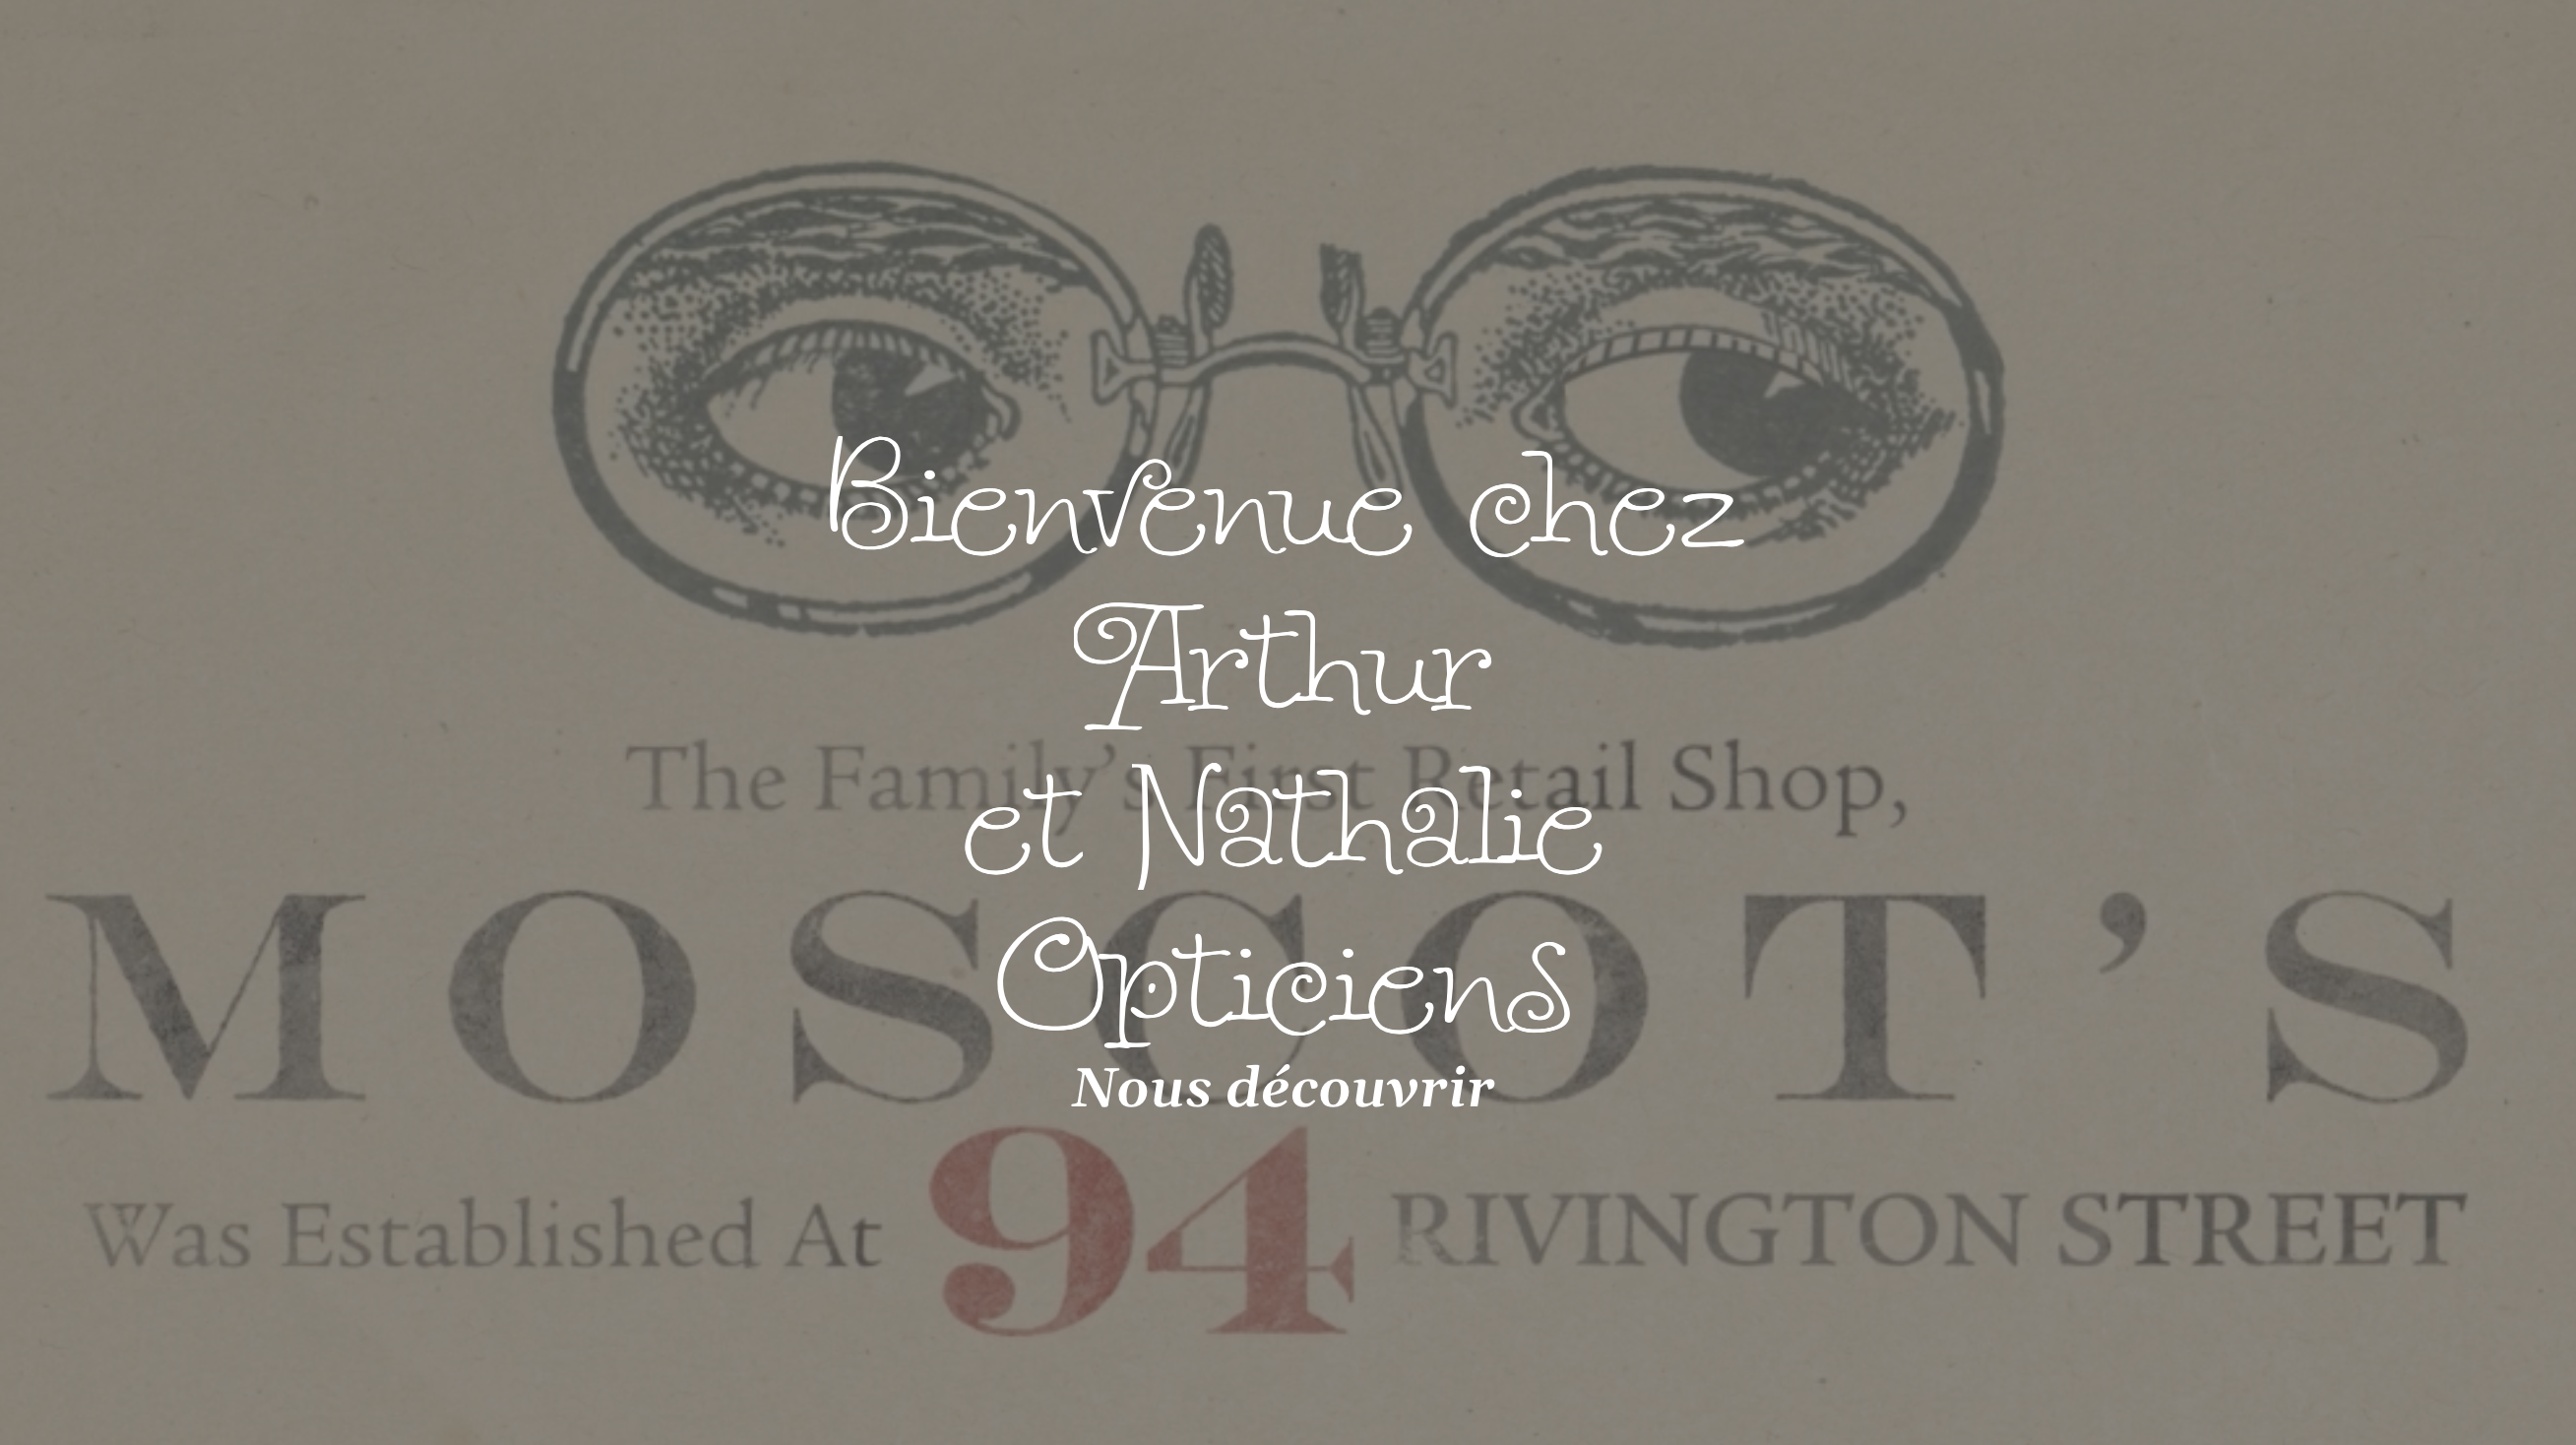 Bienvenue chez
Arthur
The Family's First Retail Shop,
et Nathalie
MOSCOT'S
Opticiens
Nous découvrir
Was Established At 94 RIVINGTON STREET